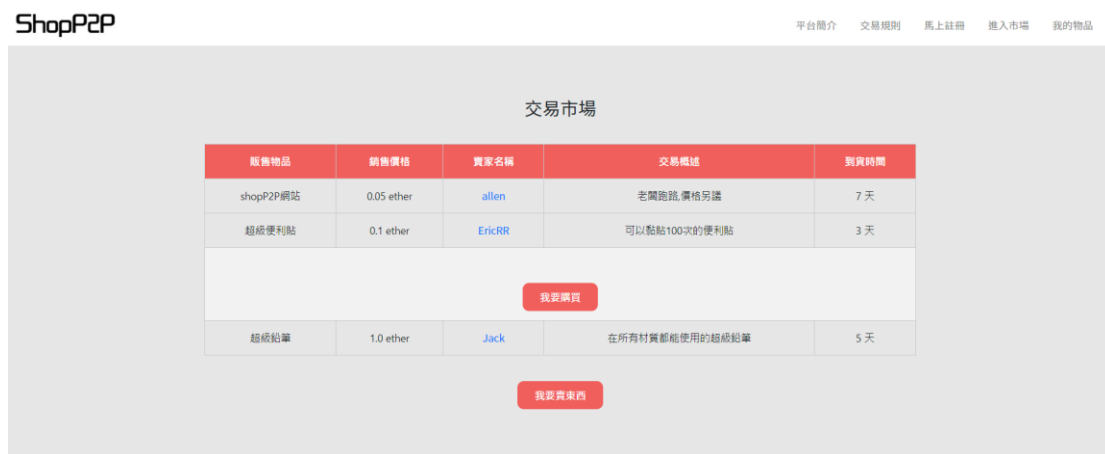 ShopP2P 平台簡介 交易規則 馬上註冊 進入市場 我的物品
交易市場
販售物品 銷售價格 賣家名稱 交易概述 到貨時間
shopP2P網站 0.05 ether allen 老闆跑路,價格另議 7 天
超級便利貼 0.1 ether EricRR 可以黏貼100次的便利貼 3 天
我要購買
超級鉛筆 1.0 ether Jack 在所有材質都能使用的超級鉛筆 5 天
我要賣東西